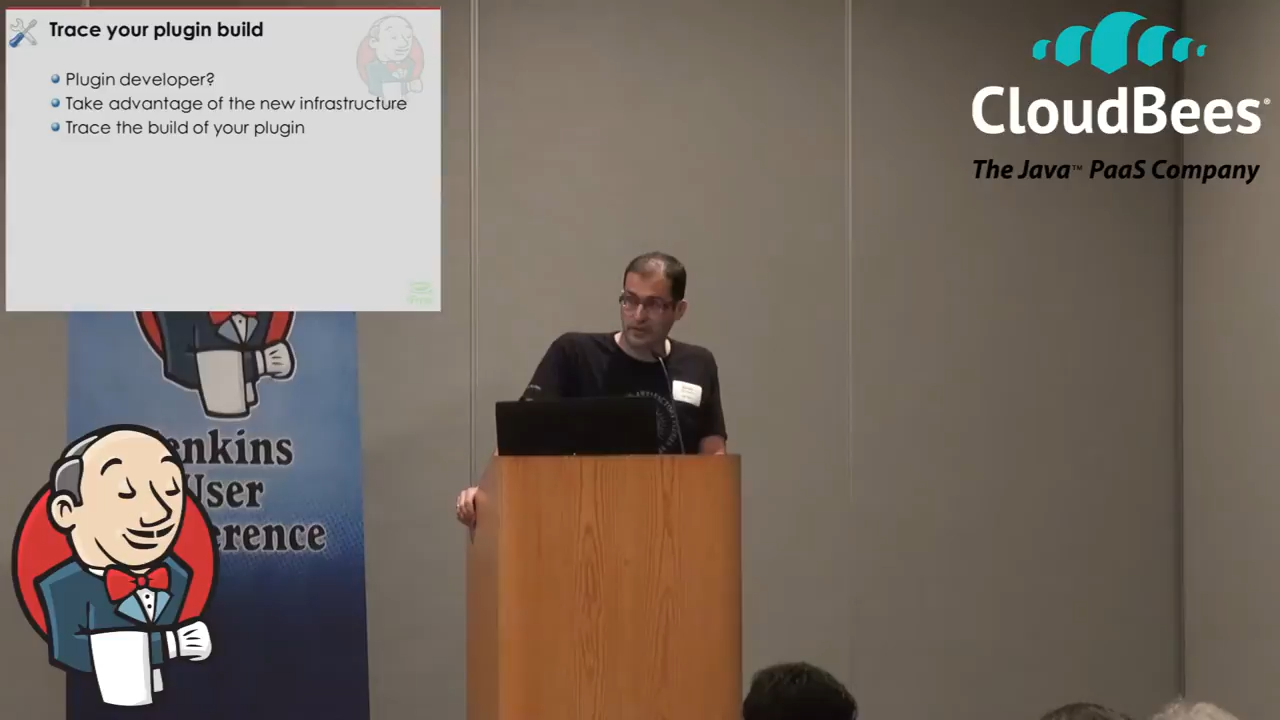 Trace your plugin build
Plugin developer?
Take advantage of the new infrastructure
Trace the build of your plugin
CloudBees®
The Java™ PaaS Company
enkins
User
erence